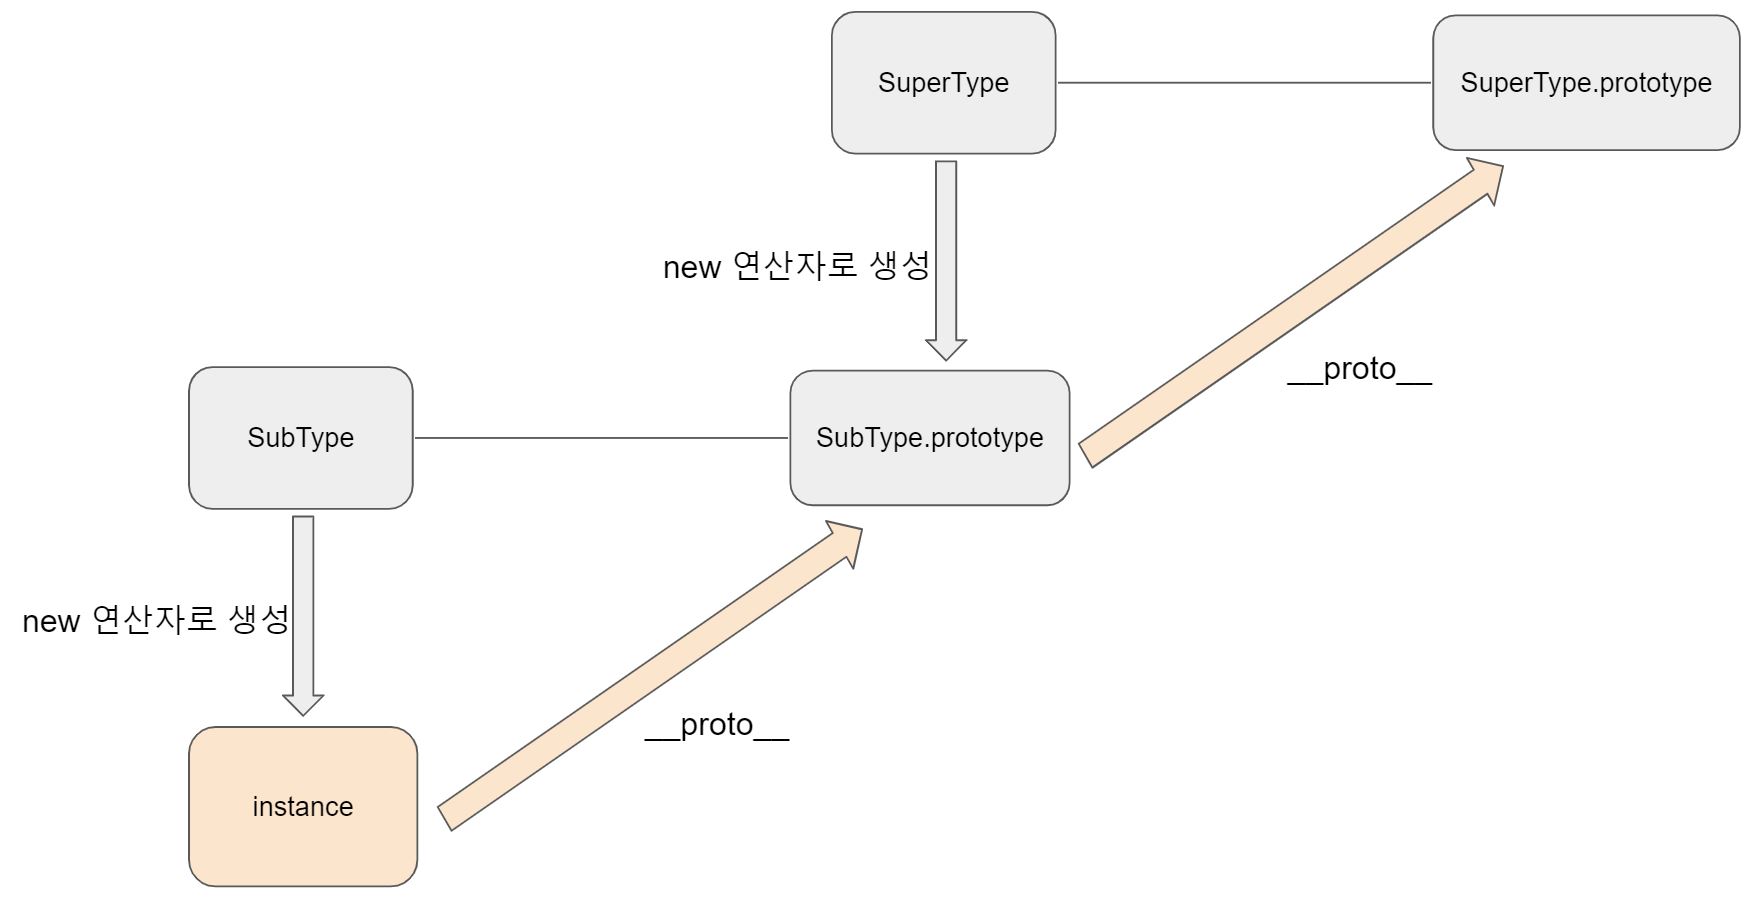 SuperType
SuperType.prototype
new 연산자로 생성
__proto__
SubType
SubType.prototype
new 연산자로 생성
__proto__
instance